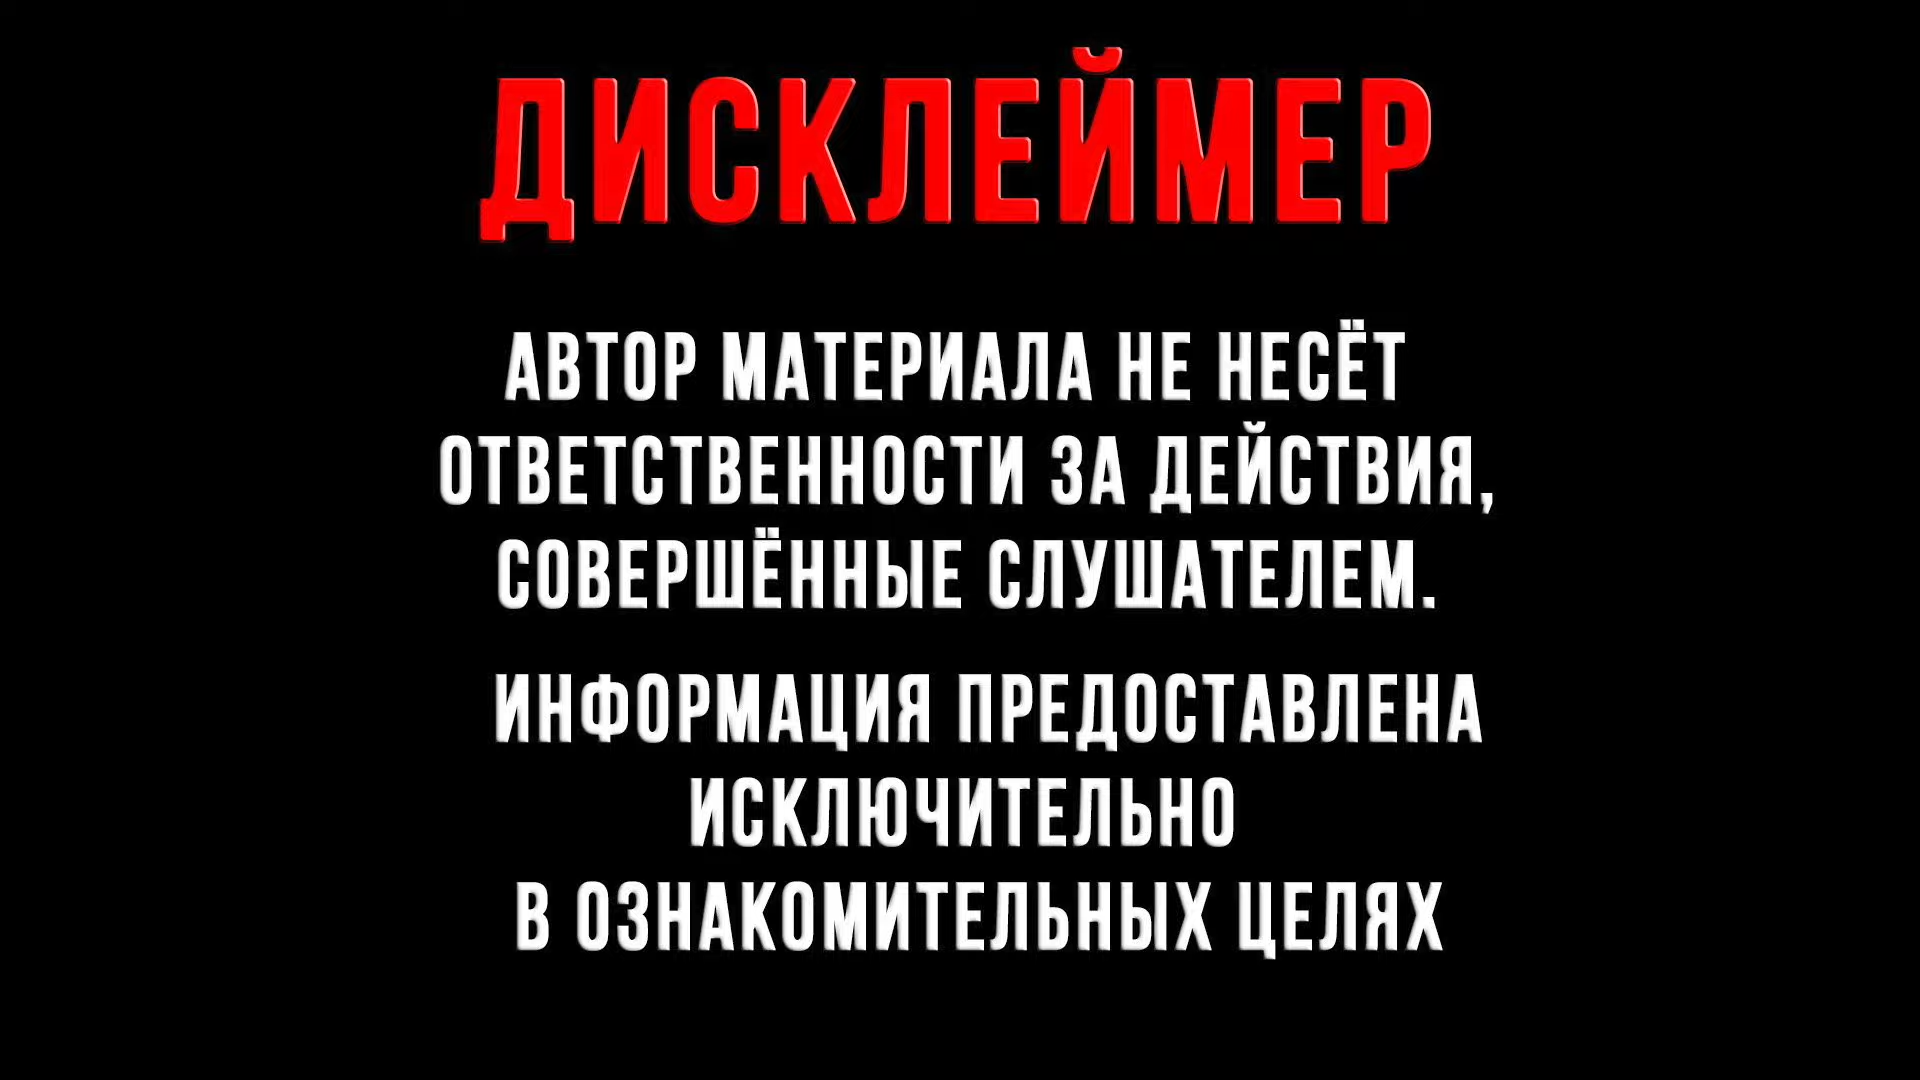 ДИСКЛЕЙМЕР
АВТОР МАТЕРИАЛА НЕ НЕСЁТ
ОТВЕТСТВЕННОСТИ ЗА ДЕЙСТВИЯ,
СОВЕРШЁННЫЕ СЛУШАТЕЛЕМ.
ИНФОРМАЦИЯ ПРЕДОСТАВЛЕНА
ИСКЛЮЧИТЕЛЬНО
В ОЗНАКОМИТЕЛЬНЫХ ЦЕЛЯХ